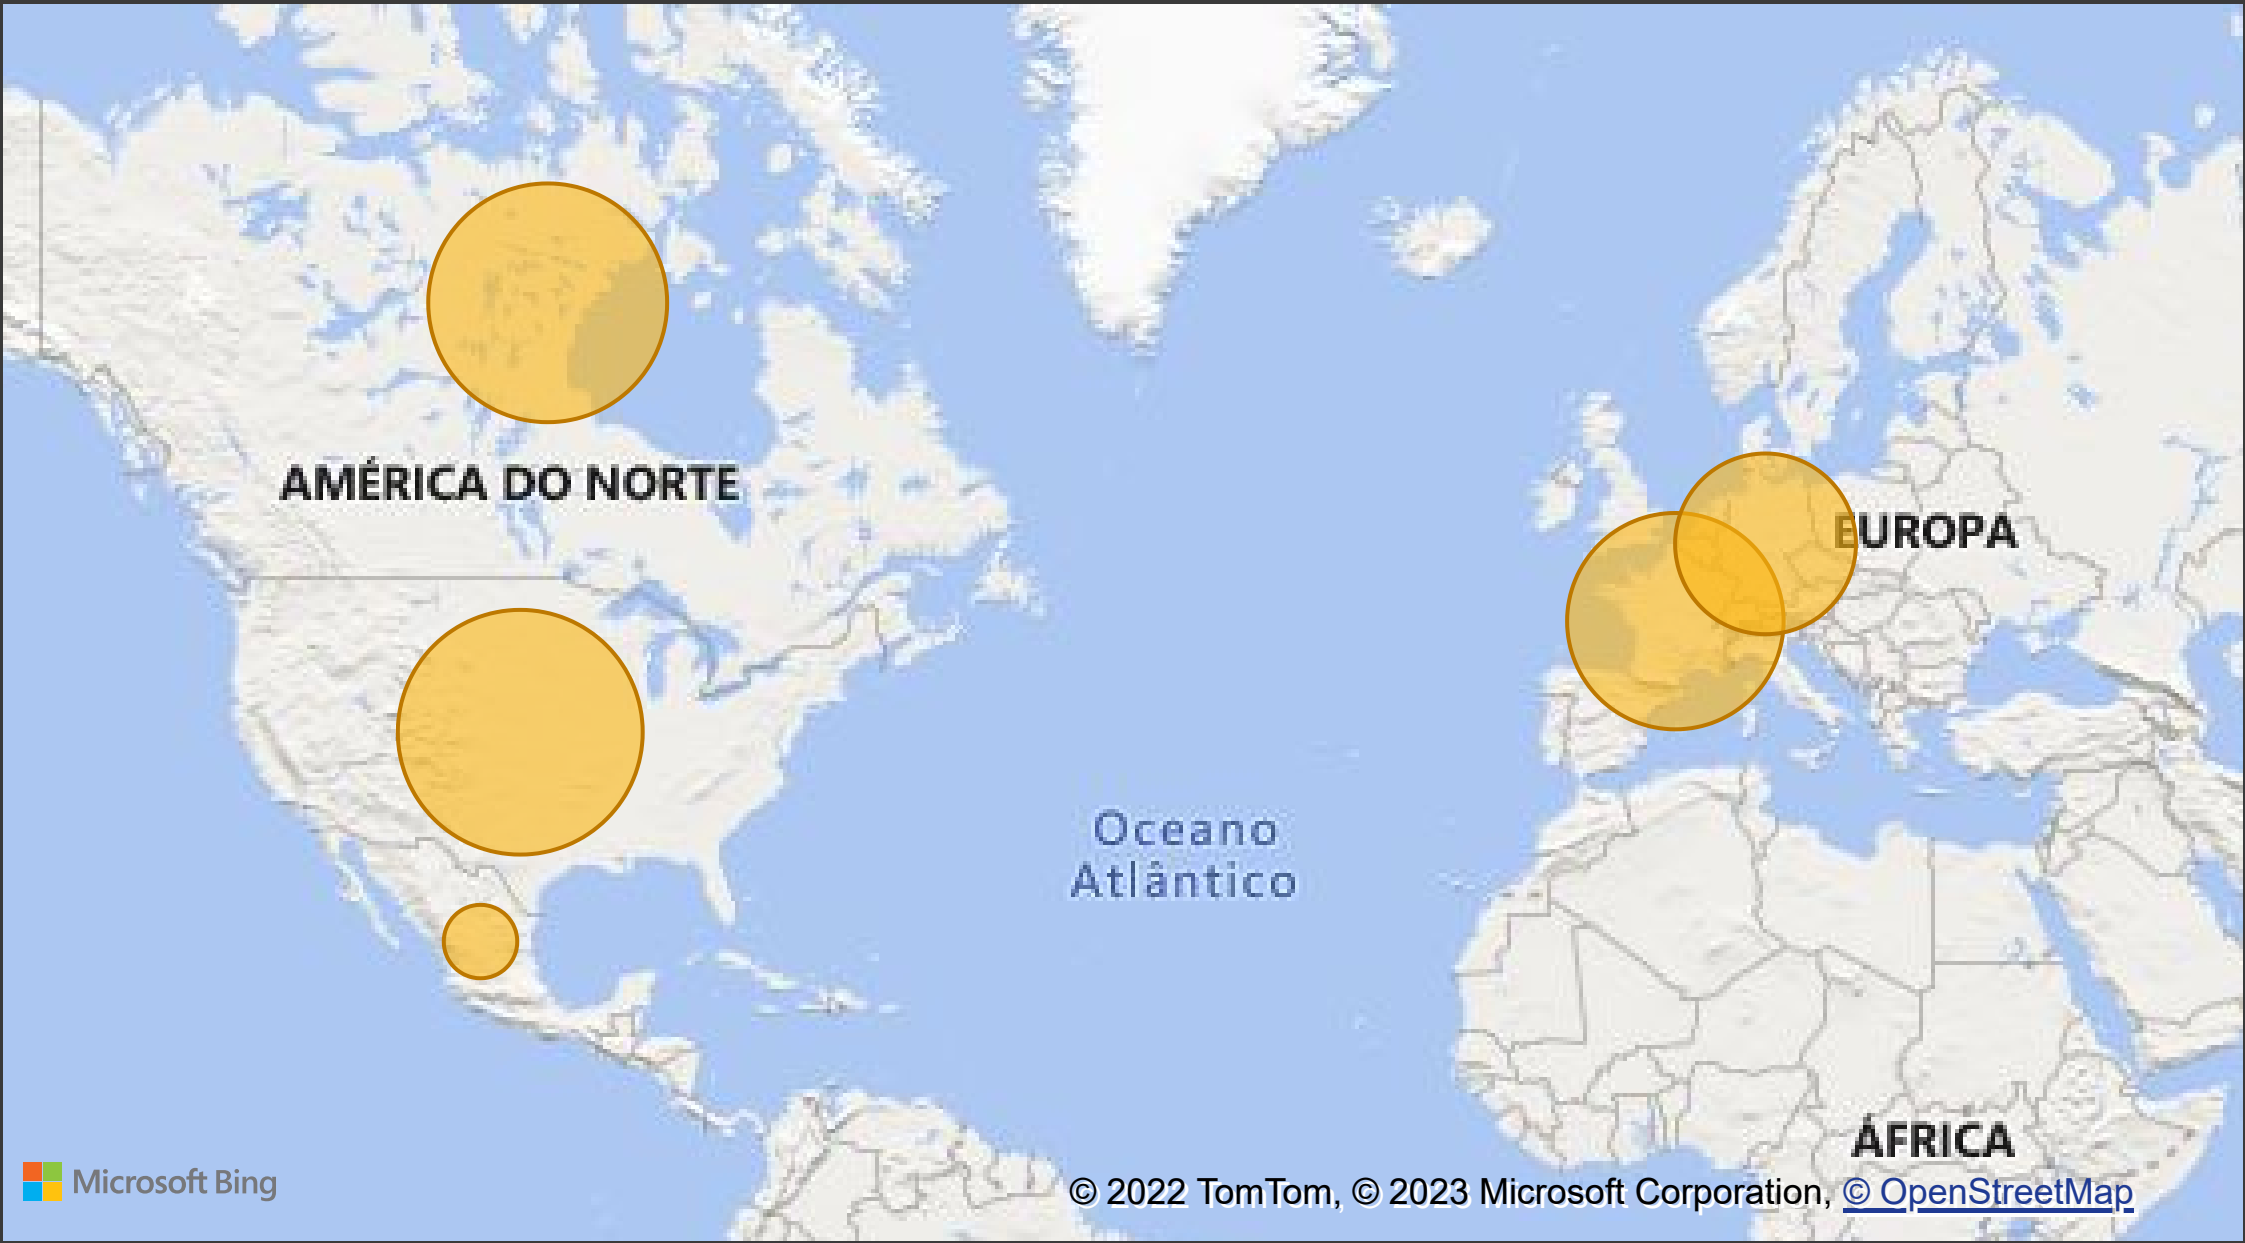 AMÉRICA DO NORTE
EUROPA
Oceano
Atlântico
ÁFRICA
Microsoft Bing
© 2022 TomTom, © 2023 Microsoft Corporation, © OpenStreetMap